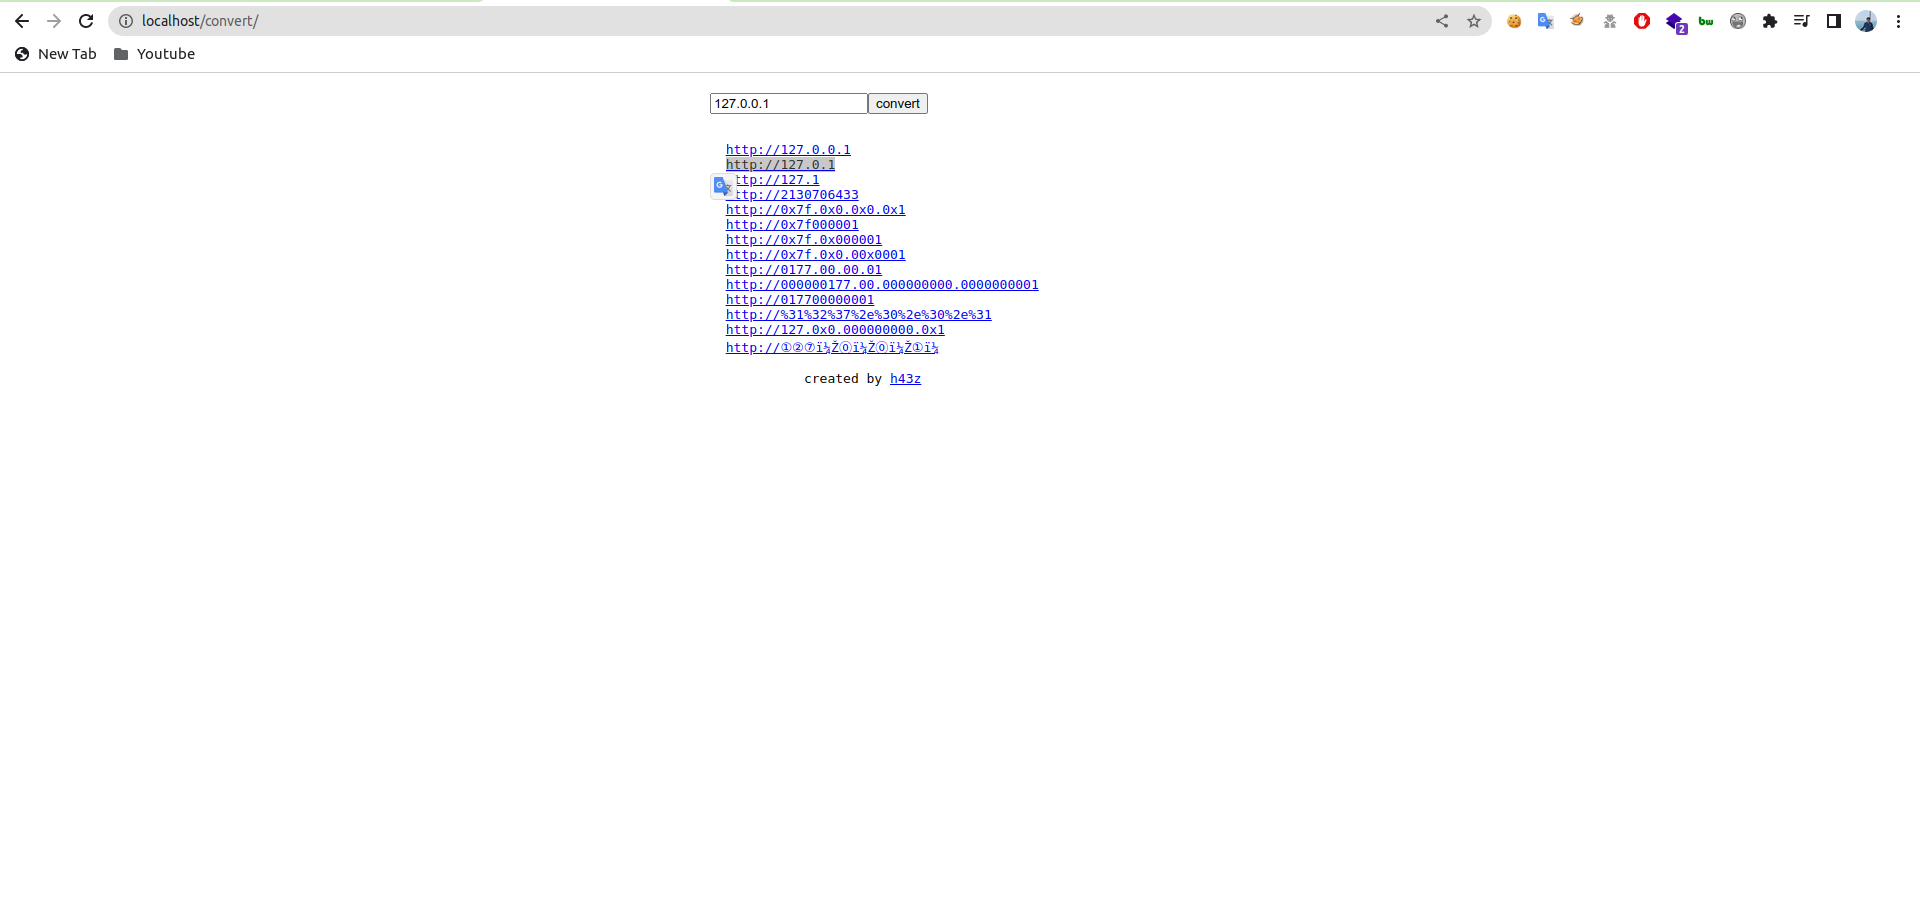 localhost/convert/
2
bw
New Tab
Youtube
127.0.0.1
convert
http://127.0.0.1
http://127.0.1
ttp://127.1
ttp://2130706433
http://0x7f.0x0.0x0.0x1
http://0x7f000001
http://0x7f.0x000001
http://0x7f.0x0.00x0001
http://0177.00.00.01
http://000000177.00.000000000.0000000001
http://017700000001
http://%31%32%37%2e%30%2e%30%2e%31
http://127.0x0.000000000.0x1
http://①②⑦ï¼Ž⓪ï¼Ž⓪ï¼Ž①ï¼
created by h43z